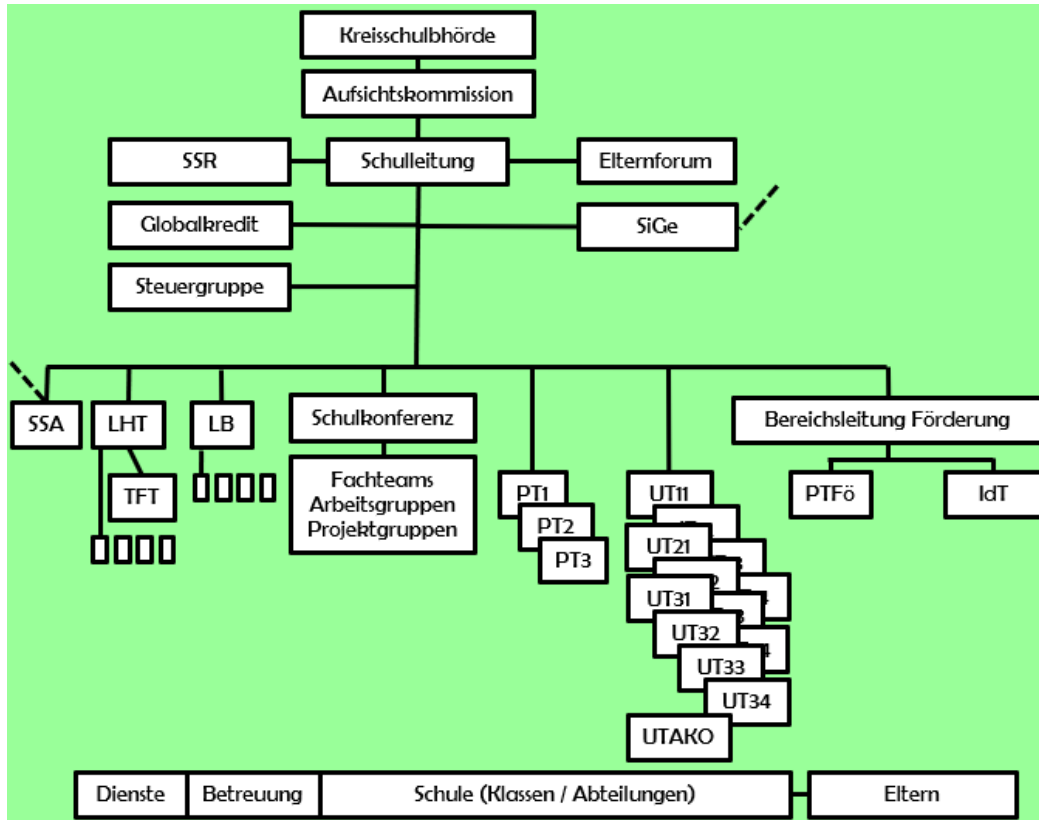 Kreisschulbhörde
Aufsichtskommission
SSR
Schulleitung
Elternforum
Globalkredit
SiGe
Steuergruppe
SSA
LHT
LB
Schulkonferenz
Bereichsleitung Förderung
TFT
Fachteams
Arbeitsgruppen
Projektgruppen
PT1
PT2
PT3
UT11
UT21
UT31
UT32
UT33
UT34
UTAKO
PTFö
IdT
Dienste
Betreuung
Schule (Klassen / Abteilungen)
Eltern